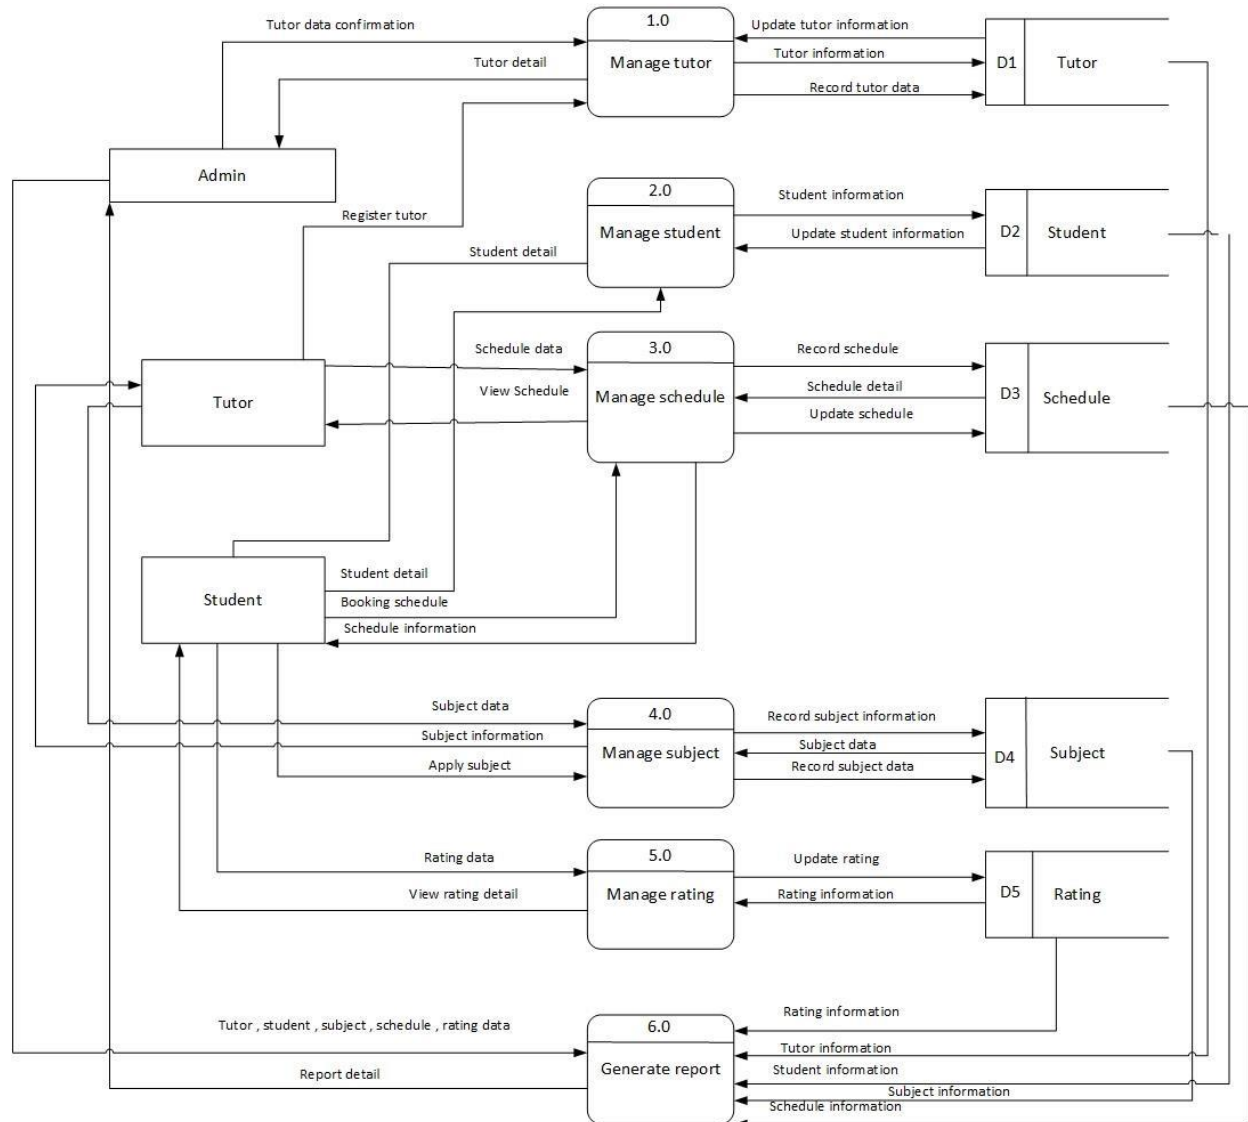 Tutor data confirmation
1.0
Manage tutor
Update tutor information
Tutor information
Record tutor data
D1
Tutor
Tutor detail
Admin
Register tutor
2.0
Manage student
Student information
Update student information
D2
Student
Student detail
Tutor
Schedule data
View Schedule
3.0
Manage schedule
Record schedule
Schedule detail
Update schedule
D3
Schedule
Student
Student detail
Booking schedule
Schedule information
Subject data
Subject information
Apply subject
4.0
Manage subject
Record subject information
Subject data
Record subject data
D4
Subject
Rating data
View rating detail
5.0
Manage rating
Update rating
Rating information
D5
Rating
Tutor , student , subject , schedule , rating data
Report detail
6.0
Generate report
Rating information
Tutor information
Student information
Subject information
Schedule information